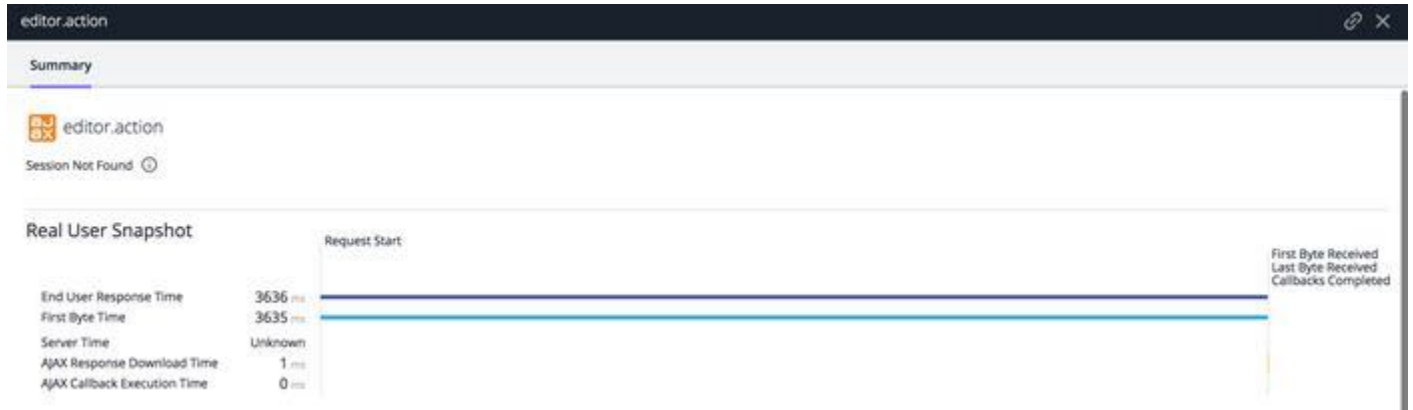 editor.action
Summary
aj
ax
editor.action
Session Not Found
Real User Snapshot
Request Start
First Byte Received
Last Byte Received
Callbacks Completed
End User Response Time 3636 ms
First Byte Time 3635 ms
Server Time Unknown
AJAX Response Download Time 1 ms
AJAX Callback Execution Time 0 ms